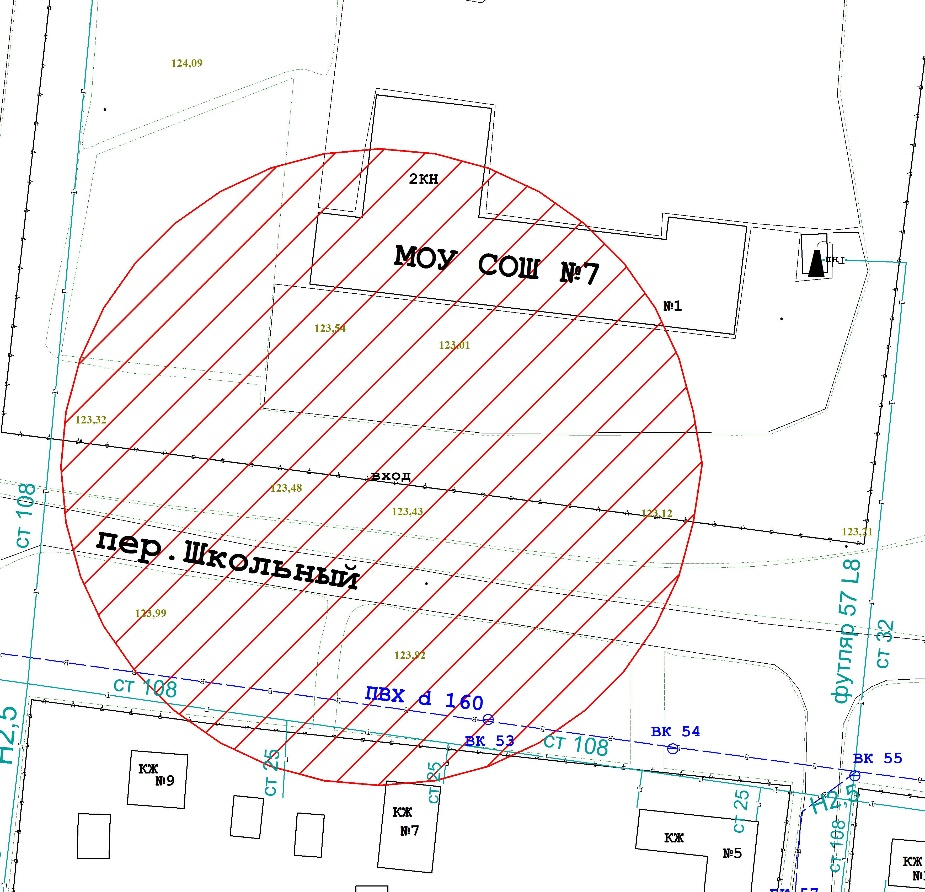 124,09
2КН
МОУ СОШ №7
ШРП
№1
123,54
123,01
123,32
вход
123,48
123,43
123,12
123,21
ст 108
пер.Школьный
футляр 57 L8
123,99
ст 32
123,92
ст 108
ПВХ d 160
ВК 53
ст 108
ВК 54
ВК 55
Н2,5
КЖ
№9
ст 25
ст 25
КЖ
№7
ст 25
КЖ
№5
ст 108
КЖ